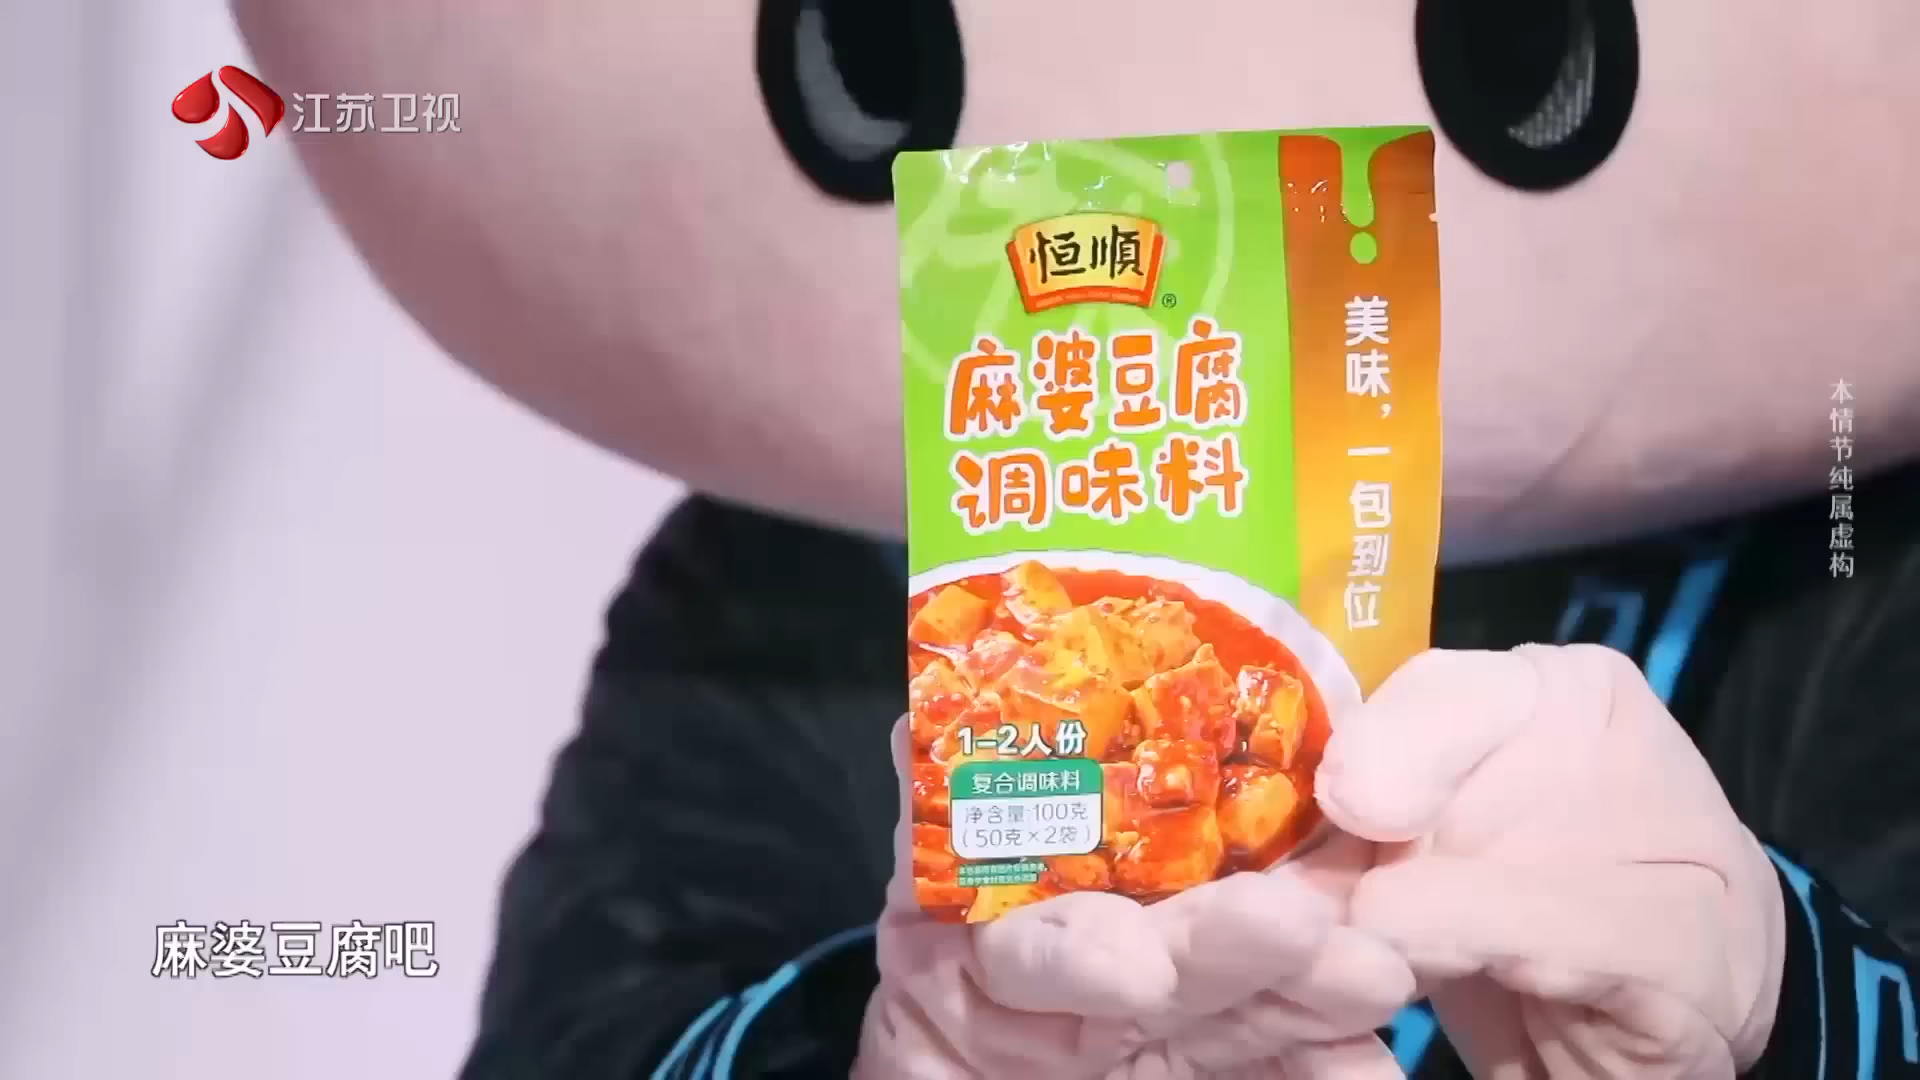 江苏卫视
恒順
®
麻婆豆腐
调味料
美味，一包到位
1-2人份
复合调味料
净含量:100克
(50克×2袋)
本情节纯属虚构
麻婆豆腐吧